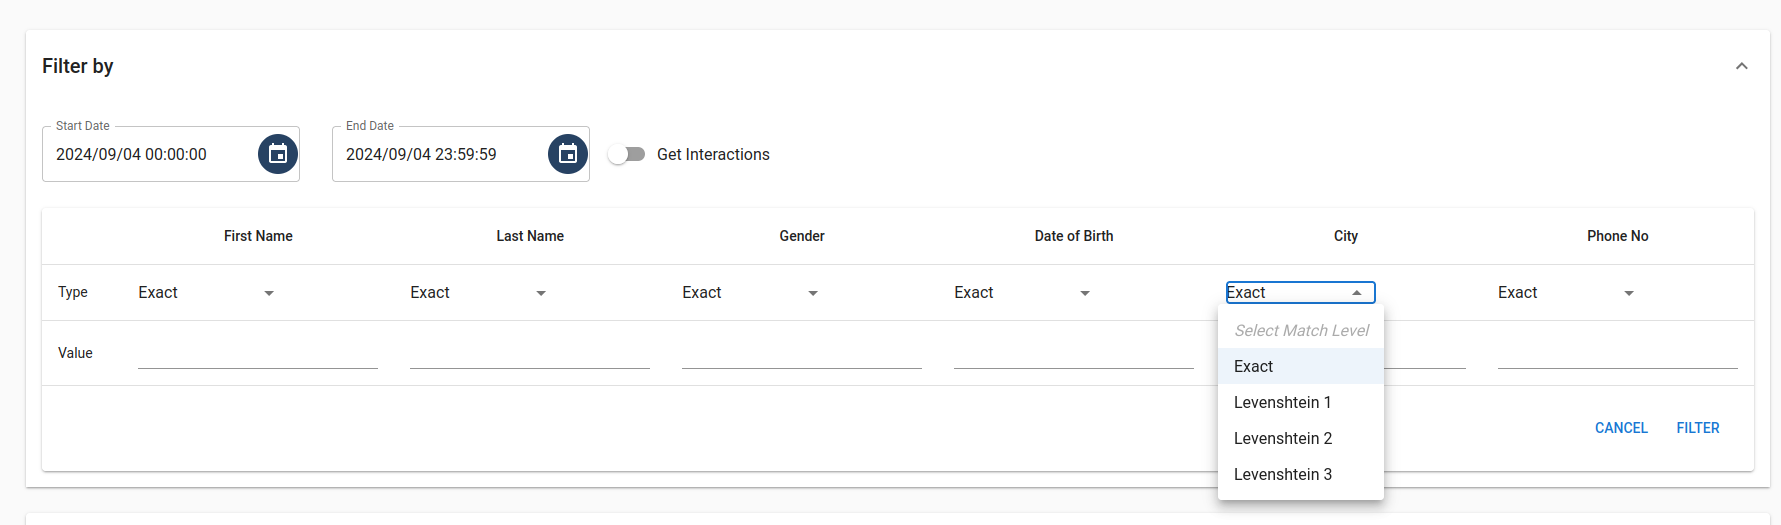 Filter by
Start Date
2024/09/04 00:00:00
End Date
2024/09/04 23:59:59
Get Interactions
First Name Last Name Gender Date of Birth City Phone No
Type Exact Exact Exact Exact Exact Exact
Select Match Level
Value
Exact
Levenshtein 1
Levenshtein 2
Levenshtein 3
CANCEL FILTER